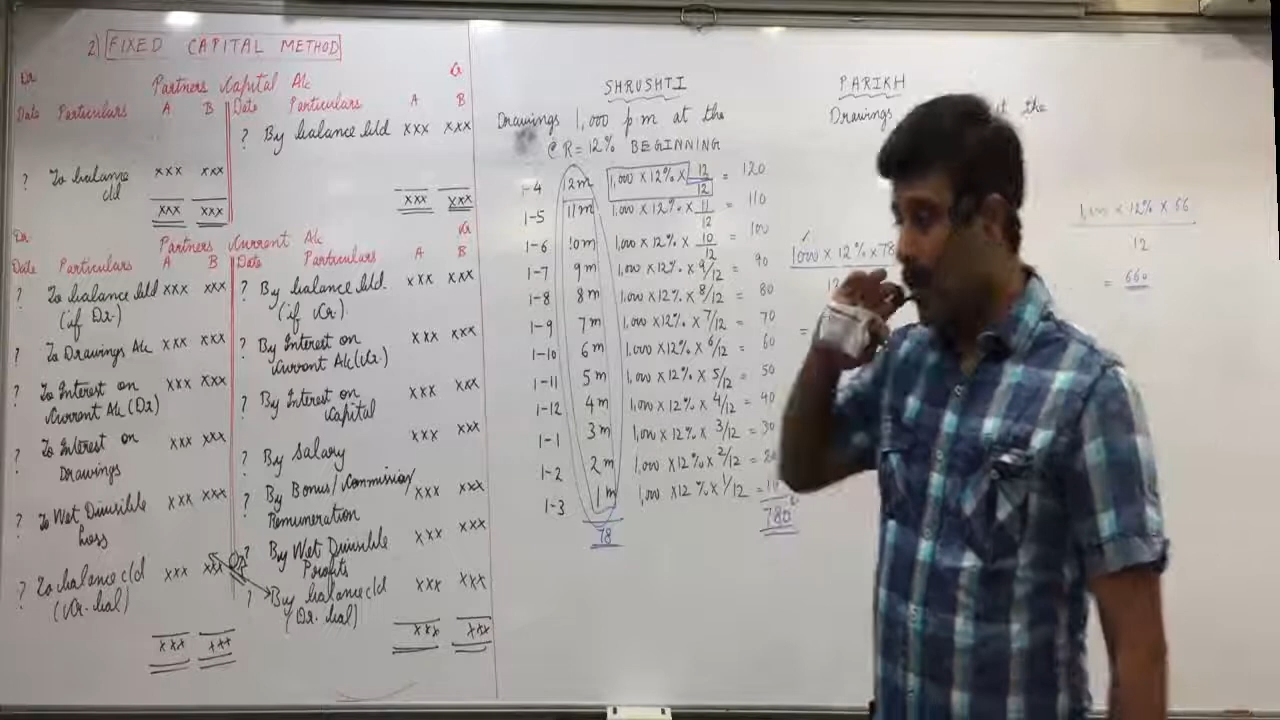 2) FIXED CAPITAL METHOD
Dr Cr
Partners Capital A/c
Date Particulars A B Date Particulars A B
? By balance b/d xxx xxx
? To balance c/d xxx xxx
xxx xxx xxx xxx
Dr Cr
Partners Current A/c
Date Particulars A B Date Particulars A B
? To balance b/d xxx xxx ? By balance b/d. xxx xxx
(if Dr.) (if Cr).
? To Drawings A/c xxx xxx ? By Interest on xxx xxx
Current A/c (Cr)
? To Interest on xxx xxx
Current A/c (Dr)
? By Interest on xxx xxx
Capital
? To Interest on xxx xxx
Drawings
? By Salary xxx xxx
? By Bonus/Commission/ xxx xxx
Remuneration
? To Net Divisible xxx xxx
Loss
? By Net Divisible xxx xxx
Profits
? To balance c/d xxx xxx
(Cr. bal)
Or
? By balance c/d xxx xxx
(Dr. bal)
xxx xxx xxx xxx
SHRUSHTI
Drawings 1,000 p.m at the
@ R = 12% BEGINNING
1-4 12m 1,000 X 12% X 12/12 = 120
1-5 11m 1,000 X 12% X 11/12 = 110
1-6 10m 1,000 X 12% X 10/12 = 100
1-7 9m 1,000 X 12% X 9/12 = 90
1-8 8m 1,000 X 12% X 8/12 = 80
1-9 7m 1,000 X 12% X 7/12 = 70
1-10 6m 1,000 X 12% X 6/12 = 60
1-11 5m 1,000 X 12% X 5/12 = 50
1-12 4m 1,000 X 12% X 4/12 = 40
1-1 3m 1,000 X 12% X 3/12 = 30
1-2 2m 1,000 X 12% X 2/12 =
1-3 1m 1,000 X 12% X 1/12 = 10
78 780
1000 X 12% X 78
=
PARIKH
Drawings the
1,000 X 12% X 66
12
= 660